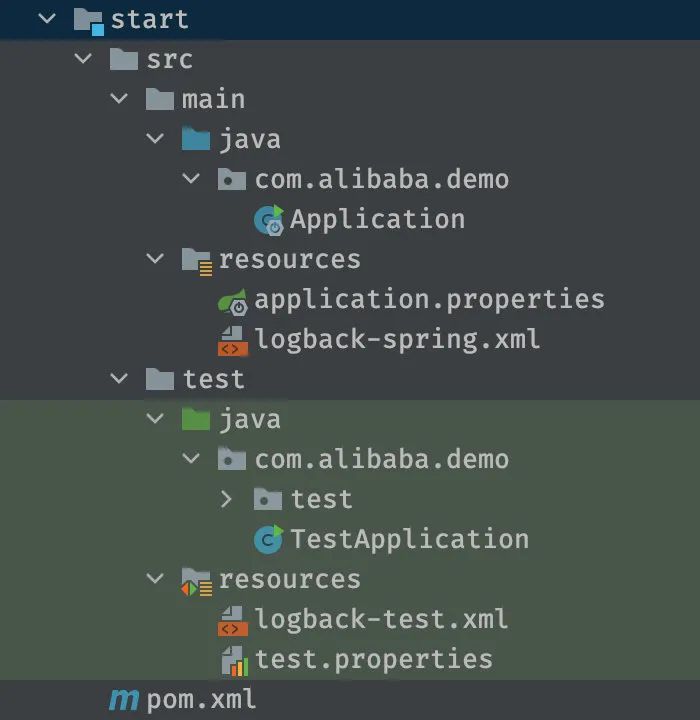 start
src
main
java
com.alibaba.demo
Application
resources
application.properties
logback-spring.xml
test
java
com.alibaba.demo
test
TestApplication
resources
logback-test.xml
test.properties
pom.xml